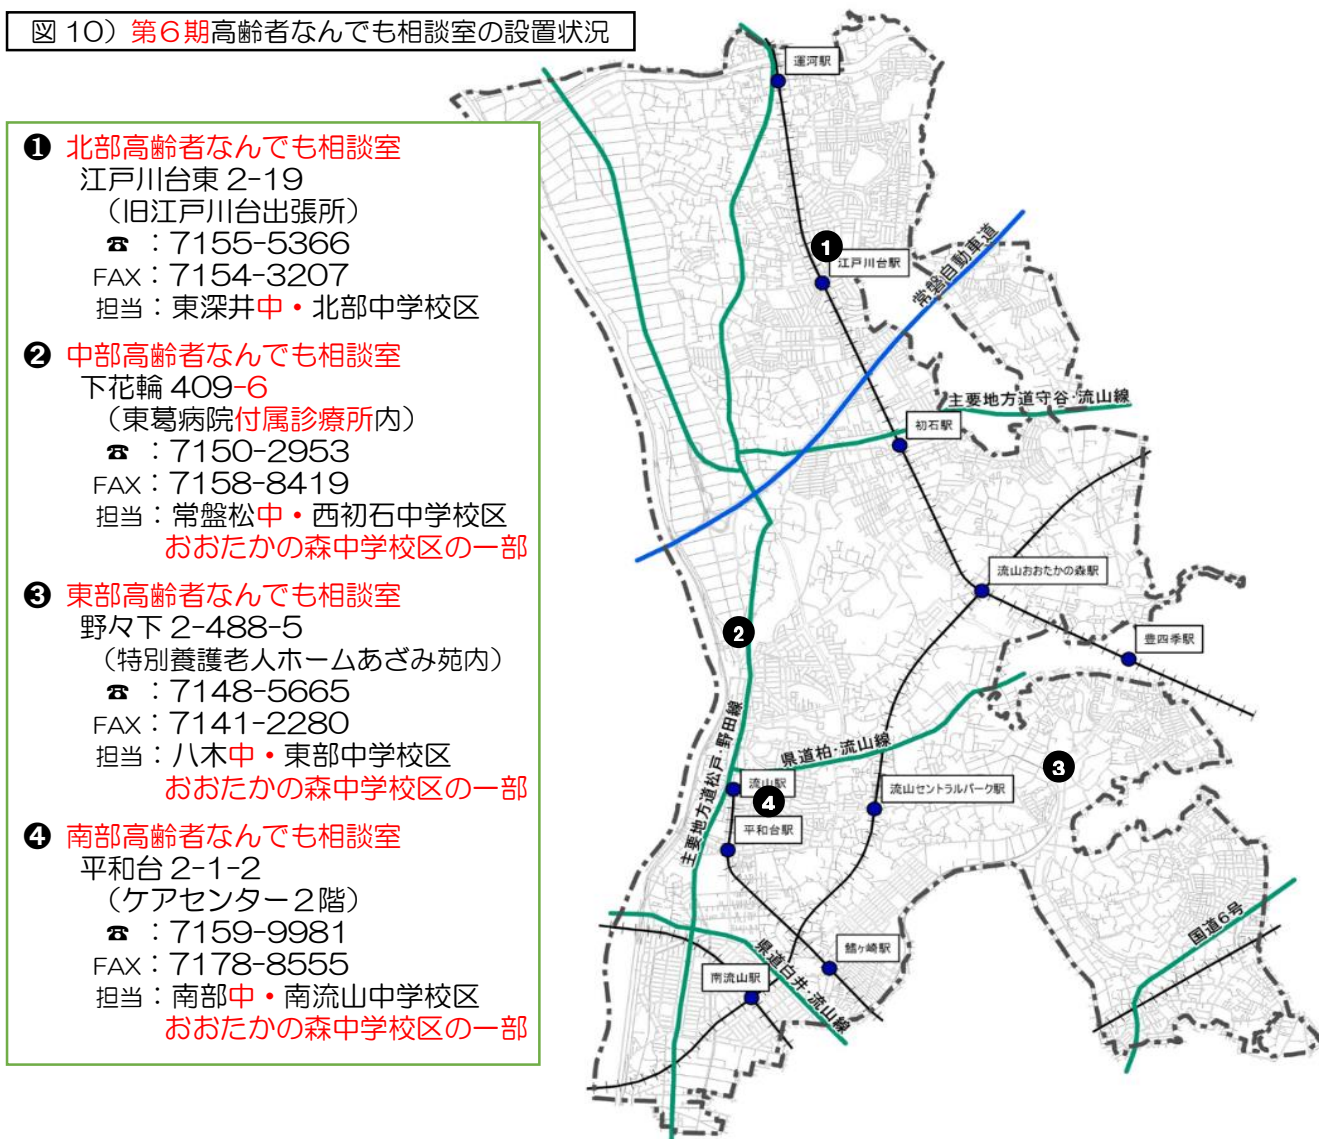 図10）第6期高齢者なんでも相談室の設置状況
❶ 北部高齢者なんでも相談室
江戸川台東 2-19
（旧江戸川台出張所）
☎ ：7155-5366
FAX：7154-3207
担当：東深井中・北部中学校区
❷ 中部高齢者なんでも相談室
下花輪 409-6
（東葛病院付属診療所内）
☎ ：7150-2953
FAX：7158-8419
担当：常盤松中・西初石中学校区
おおたかの森中学校区の一部
❸ 東部高齢者なんでも相談室
野々下 2-488-5
（特別養護老人ホームあざみ苑内）
☎ ：7148-5665
FAX：7141-2280
担当：八木中・東部中学校区
おおたかの森中学校区の一部
❹ 南部高齢者なんでも相談室
平和台 2-1-2
（ケアセンター２階）
☎ ：7159-9981
FAX：7178-8555
担当：南部中・南流山中学校区
おおたかの森中学校区の一部
運河駅
❶
江戸川台駅
常磐自動車道
主要地方道守谷・流山線
初石駅
流山おおたかの森駅
❷
豊四季駅
主要地方道松戸・野田線
県道柏・流山線
❸
流山駅
❹
流山セントラルパーク駅
平和台駅
国道6号
鰭ヶ崎駅
南流山駅
県道白井・流山線